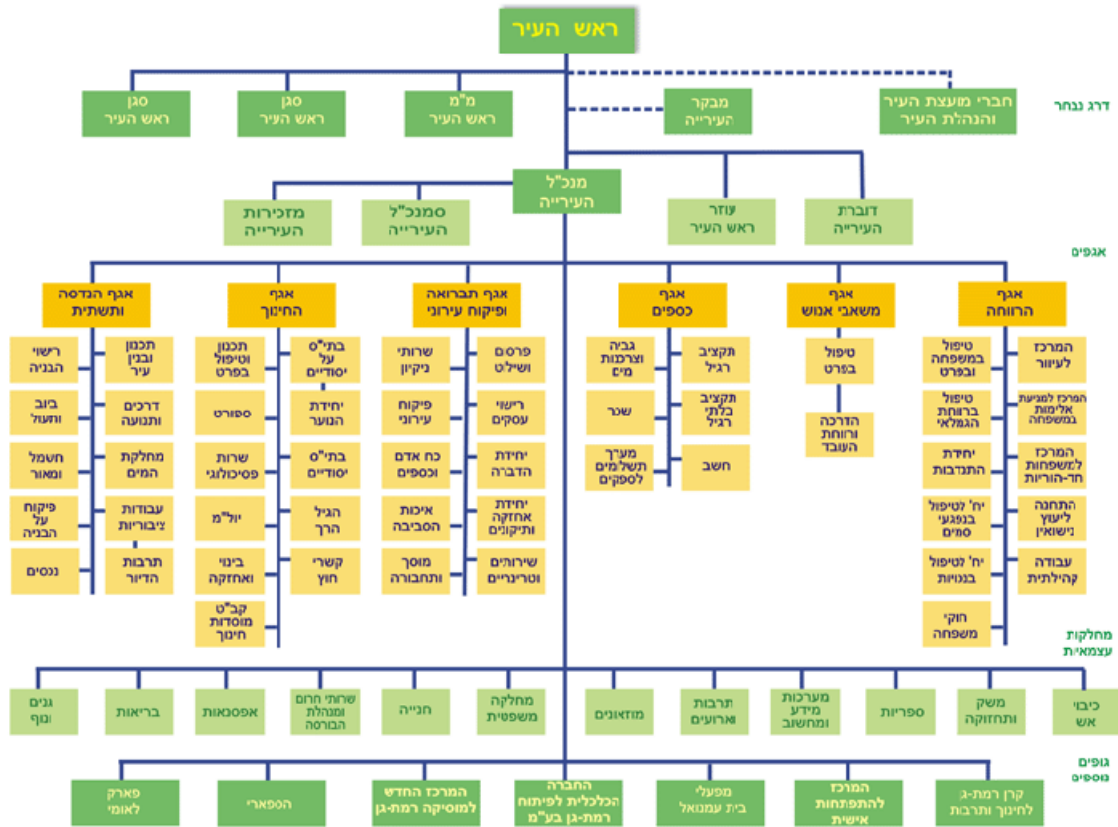 ראש העיר
דרג נבחר
חברי מועצת העיר
והנהלת העיר
מבקר
העירייה
מ"מ
ראש העיר
סגן
ראש העיר
סגן
ראש העיר
מנכ"ל
העירייה
דוברת
העירייה
עוזר
ראש העיר
סמנכ"ל
העירייה
מזכירות
העירייה
אגפים
אגף
הרווחה
אגף
משאבי אנוש
אגף
כספים
אגף תברואה
ופיקוח עירוני
אגף
החינוך
אגף הנדסה
ותשתית
המרכז
לעיוור
טיפול
במשפחה
ובפרט
המרכז למניעת
אלימות
במשפחה
טיפול
ברווחת
הגמלאי
המרכז
למשפחות
חד-הוריות
יחידת
התנדבות
התחנה
ליעוץ
נישואין
יח' לטיפול
בנפגעי
סמים
עבודה
קהילתית
יח' לטיפול
בנכויות
חוקי
משפחה
טיפול
בפרט
הדרכה
ורווחת
העובד
תקציב
רגיל
גביה
וצרכנות
מים
תקציב
בלתי
רגיל
שכר
חשב
מערך
תשלומים
לספקים
פרסום
ושילוט
שרותי
ניקיון
רישוי
עסקים
פיקוח
עירוני
יחידת
הדברה
כח אדם
וכספים
יחידת
אחזקה
ותיקונים
איכות
הסביבה
שירותים
וטרינריים
מוסך
ותחבורה
בתי"ס
על
יסודיים
תכנון
וטיפול
בפרט
יחידת
הנוער
ספורט
בתי"ס
יסודיים
שרות
פסיכולוגי
הגיל
הרך
יול"מ
קשרי
חוץ
בינוי
ואחזקה
קב"ט
מוסדות
חינוך
תכנון
ובנין
עיר
רישוי
הבניה
דרכים
ותנועה
ביוב
ותעול
מחלקת
המים
חשמל
ומאור
עבודות
ציבוריות
פיקוח
על
הבניה
תרבות
הדיור
נכסים
מחלקות
עצמאיות
כיבוי
אש
משק
ותחזוקה
ספריות
מערכות
מידע
ומחשוב
תרבות
וארועים
מוזאונים
מחלקה
משפטית
חנייה
שרותי חרום
ומנהלת
הבורסה
אפסנאות
בריאות
גנים
ונוף
גופים
נוספים
קרן רמת-גן
לחינוך ותרבות
המרכז
להתפתחות
אישית
מפעלי
בית עמנואל
החברה
הכלכלית לפיתוח
רמת-גן בע"מ
המרכז החדש
למוסיקה רמת-גן
הספארי
פארק
לאומי